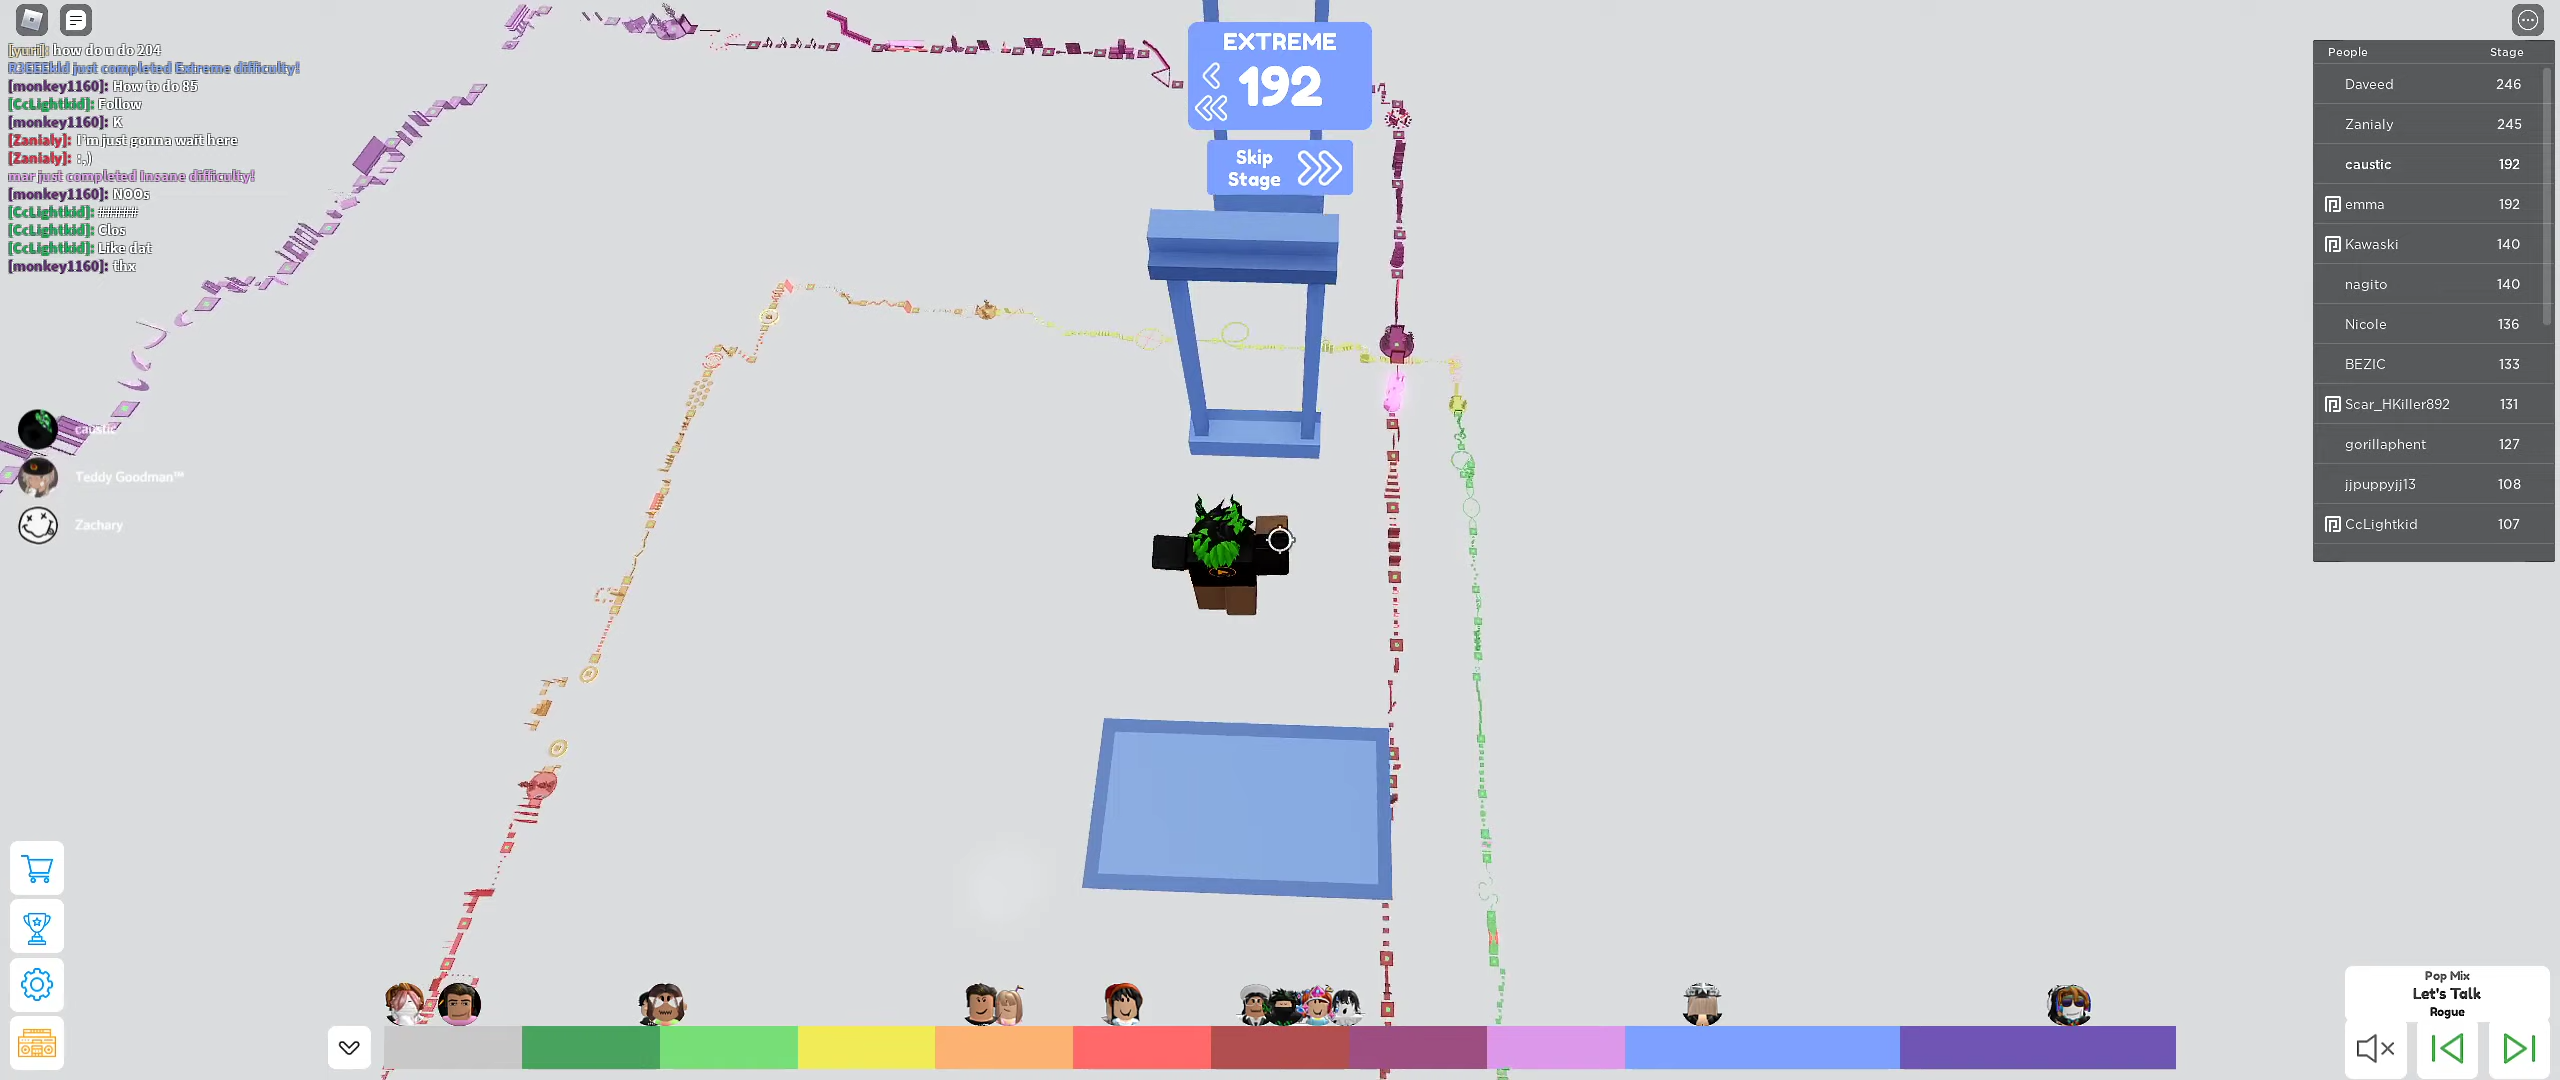 [yuri]: how do u do 204
R3EEEkid just completed Extreme difficulty!
[monkey1160]: How to do 85
[CcLightkid]: Follow
[monkey1160]: K
[Zanialy]: I'm just gonna wait here
[Zanialy]: :,)
mar just completed Insane difficulty!
[monkey1160]: NOOs
[CcLightkid]: #####
[CcLightkid]: Clos
[CcLightkid]: Like dat
[monkey1160]: thx
caustic
Teddy Goodman™
Zachary
EXTREME
192
Skip
Stage
People Stage
Daveed 246
Zanialy 245
caustic 192
emma 192
Kawaski 140
nagito 140
Nicole 136
BEZIC 133
Scar_HKiller892 131
gorillaphent 127
jjpuppyjj13 108
CcLightkid 107
Pop Mix
Let's Talk
Rogue